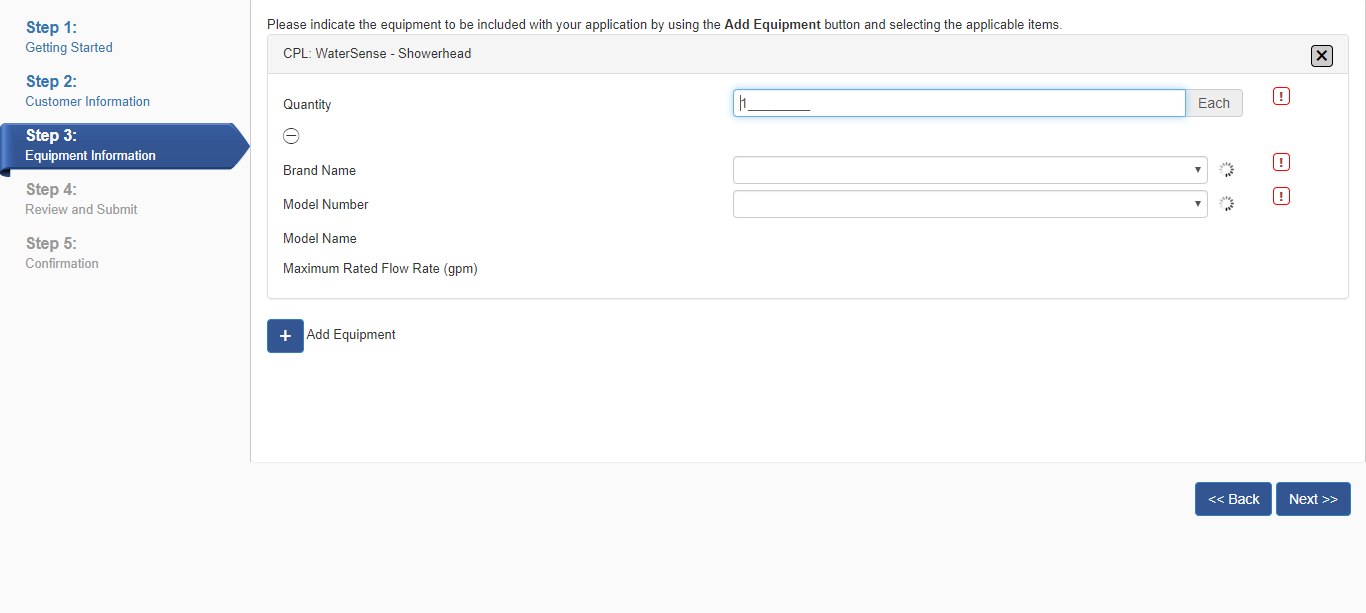 Step 1:
Getting Started
Step 2:
Customer Information
Step 3:
Equipment Information
Step 4:
Review and Submit
Step 5:
Confirmation
Please indicate the equipment to be included with your application by using the Add Equipment button and selecting the applicable items.
CPL: WaterSense - Showerhead
Quantity
1________ Each
Brand Name
Model Number
Model Name
Maximum Rated Flow Rate (gpm)
+ Add Equipment
<< Back Next >>